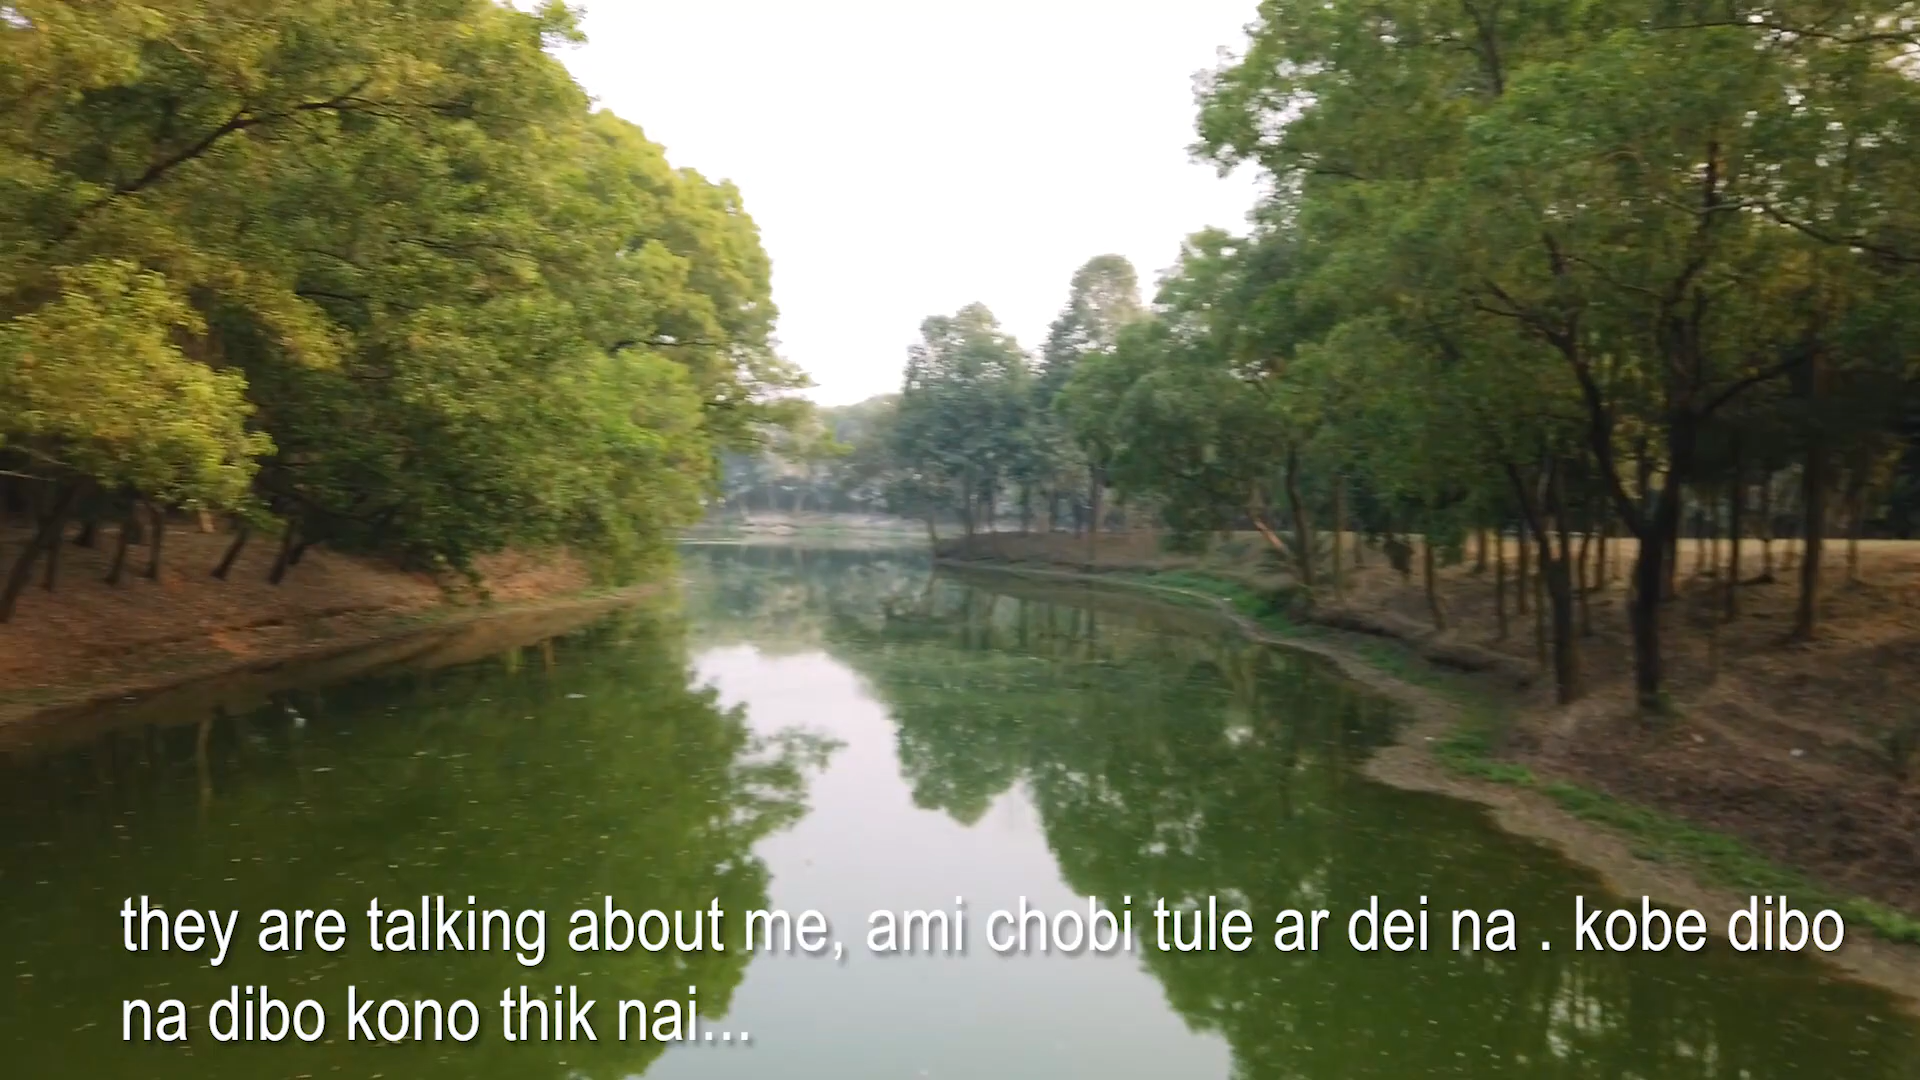 they are talking about me, ami chobi tule ar dei na . kobe dibo
na dibo kono thik nai...